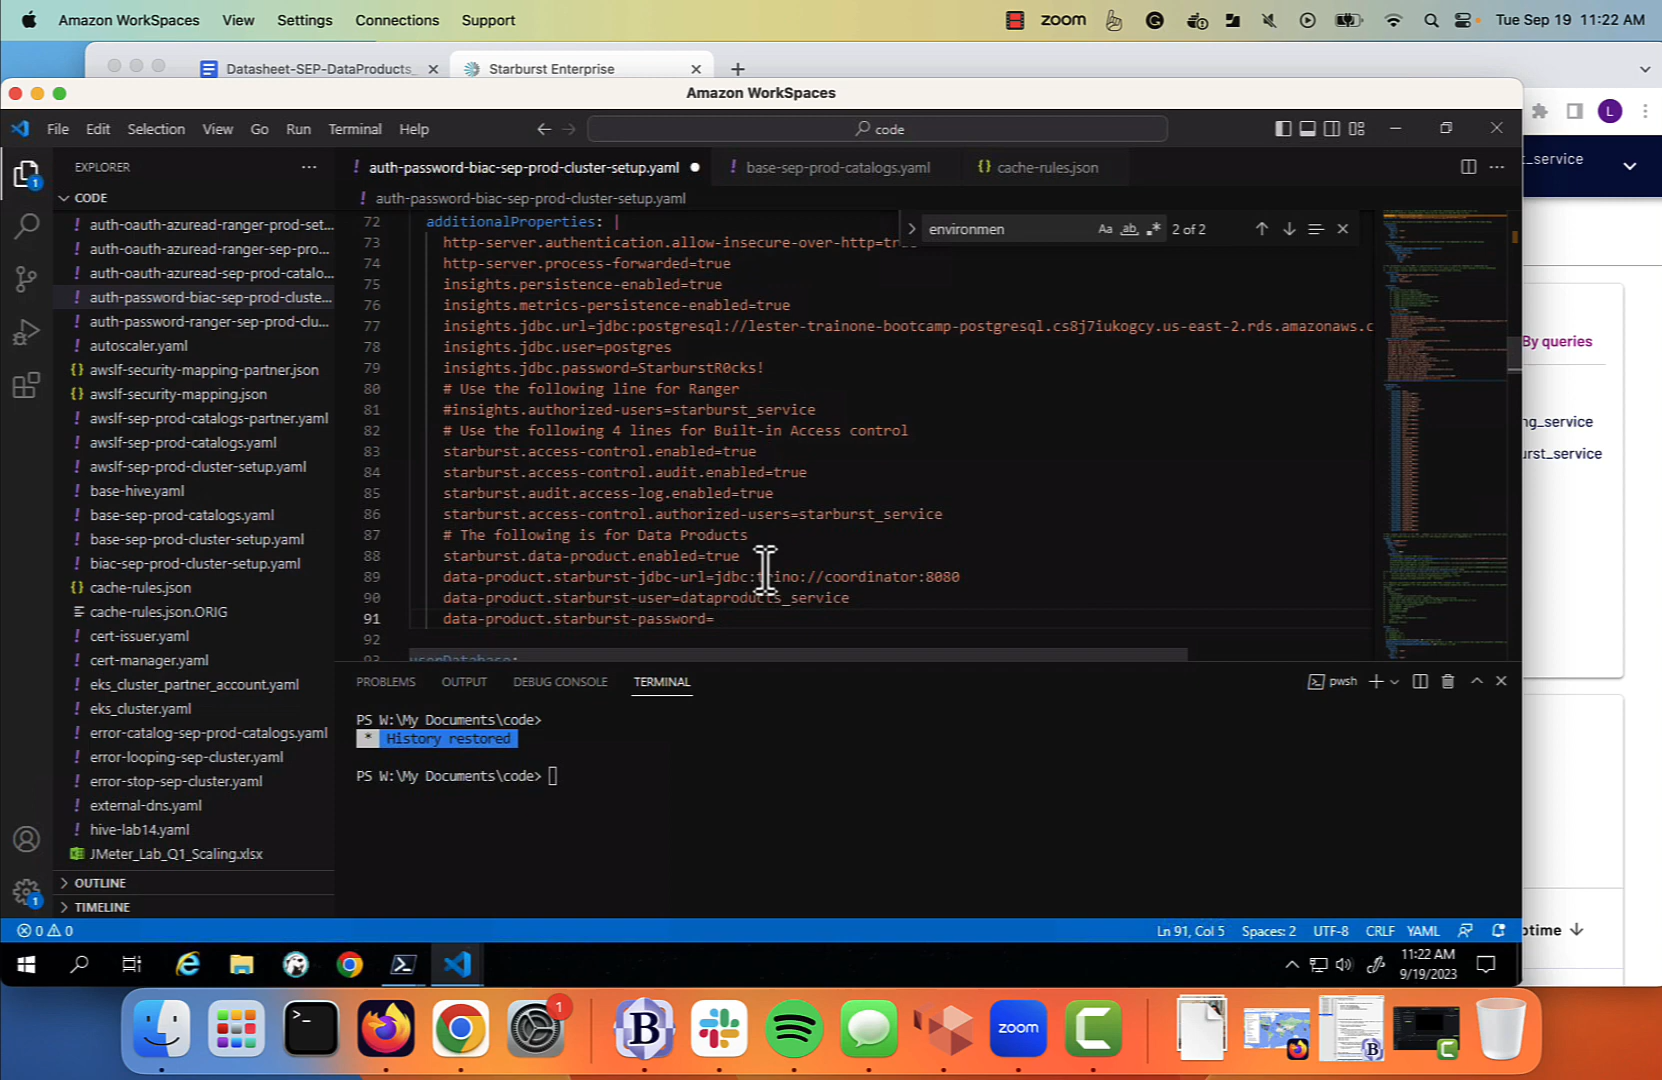 Amazon WorkSpaces View Settings Connections Support
zoom Tue Sep 19 11:22 AM
Datasheet-SEP-DataProducts_
Starburst Enterprise
Amazon WorkSpaces
File Edit Selection View Go Run Terminal Help
code
L
EXPLORER
auth-password-biac-sep-prod-cluster-setup.yaml
base-sep-prod-catalogs.yaml
cache-rules.json
t_service
CODE
auth-password-biac-sep-prod-cluster-setup.yaml
auth-oauth-azuread-ranger-prod-set...
auth-oauth-azuread-ranger-sep-pro...
auth-oauth-azuread-sep-prod-catalo...
auth-password-biac-sep-prod-cluste...
auth-password-ranger-sep-prod-clu...
autoscaler.yaml
awslf-security-mapping-partner.json
awslf-security-mapping.json
awslf-sep-prod-catalogs-partner.yaml
awslf-sep-prod-catalogs.yaml
awslf-sep-prod-cluster-setup.yaml
base-hive.yaml
base-sep-prod-catalogs.yaml
base-sep-prod-cluster-setup.yaml
biac-sep-prod-cluster-setup.yaml
cache-rules.json
cache-rules.json.ORIG
cert-issuer.yaml
cert-manager.yaml
eks_cluster_partner_account.yaml
eks_cluster.yaml
error-catalog-sep-prod-catalogs.yaml
error-looping-sep-cluster.yaml
error-stop-sep-cluster.yaml
external-dns.yaml
hive-lab14.yaml
JMeter_Lab_Q1_Scaling.xlsx
OUTLINE
TIMELINE
environmen Aa ab 2 of 2
72 additionalProperties: |
73 http-server.authentication.allow-insecure-over-http=true
74 http-server.process-forwarded=true
75 insights.persistence-enabled=true
76 insights.metrics-persistence-enabled=true
77 insights.jdbc.url=jdbc:postgresql://lester-trainone-bootcamp-postgresql.cs8j7iukogcy.us-east-2.rds.amazonaws.c
78 insights.jdbc.user=postgres
79 insights.jdbc.password=StarburstR0cks!
80 # Use the following line for Ranger
81 #insights.authorized-users=starburst_service
82 # Use the following 4 lines for Built-in Access control
83 starburst.access-control.enabled=true
84 starburst.access-control.audit.enabled=true
85 starburst.audit.access-log.enabled=true
86 starburst.access-control.authorized-users=starburst_service
87 # The following is for Data Products
88 starburst.data-product.enabled=true
89 data-product.starburst-jdbc-url=jdbc:trino://coordinator:8080
90 data-product.starburst-user=dataproducts_service
91 data-product.starburst-password=
92
93 userDatabase:
By queries
ng_service
urst_service
ptime
PROBLEMS OUTPUT DEBUG CONSOLE TERMINAL
pwsh
PS W:\My Documents\code>
* History restored
PS W:\My Documents\code>
0 0
Ln 91, Col 5 Spaces: 2 UTF-8 CRLF YAML
11:22 AM
9/19/2023
1
B
zoom
C